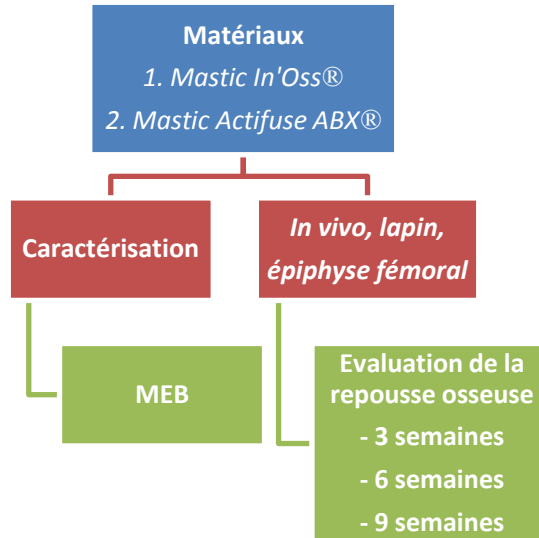 Matériaux
1. Mastic In'Oss®
2. Mastic Actifuse ABX®
Caractérisation
In vivo, lapin,
épiphyse fémoral
MEB
Evaluation de la
repousse osseuse
- 3 semaines
- 6 semaines
- 9 semaines